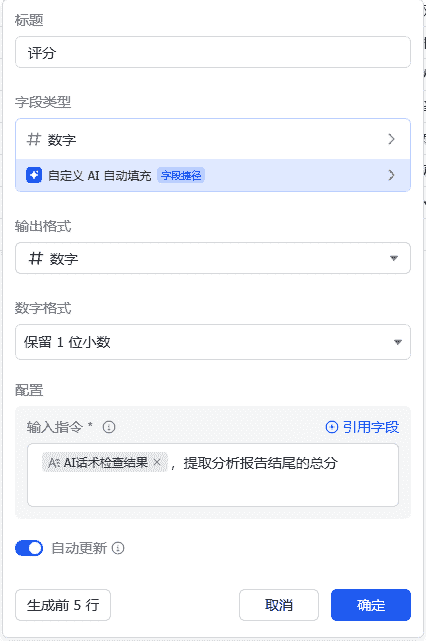 标题
评分
字段类型
数字
自定义 AI 自动填充 字段捷径
输出格式
数字
数字格式
保留 1 位小数
配置
输入指令 * 引用字段
AI话术检查结果 × ，提取分析报告结尾的总分
自动更新
生成前 5 行 取消 确定